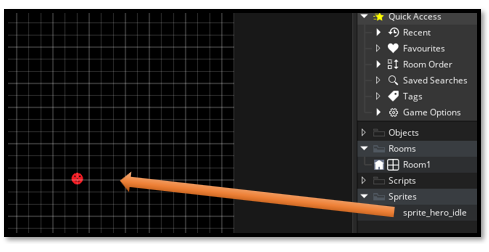 Quick Access
Recent
Favourites
Room Order
Saved Searches
Tags
Game Options
Objects
Rooms
Room1
Scripts
Sprites
sprite_hero_idle